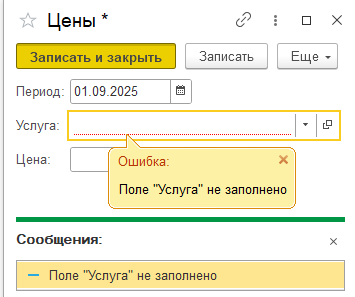 Цены *
Записать и закрыть
Записать
Еще
Период: 01.09.2025
Услуга:
Цена:
Ошибка:
Поле "Услуга" не заполнено
Сообщения:
Поле "Услуга" не заполнено